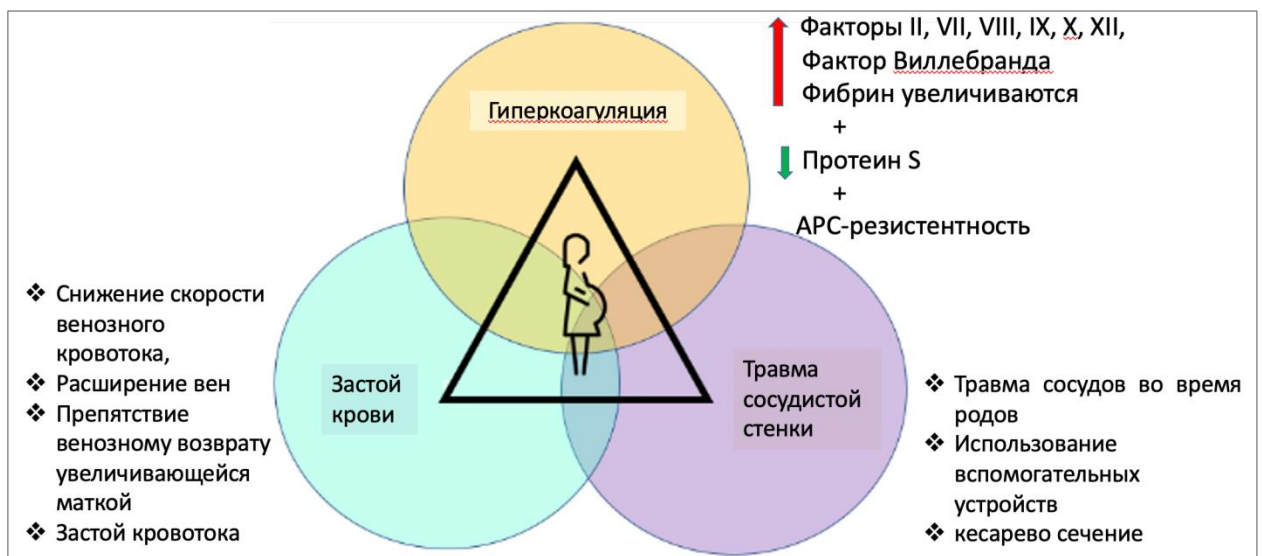 Факторы II, VII, VIII, IX, X, XII,
Фактор Виллебранда
Фибрин увеличиваются
+
Протеин S
+
АРС-резистентность
Гиперкоагуляция
❖ Снижение скорости
венозного
кровотока,
❖ Расширение вен
❖ Препятствие
венозному возврату
увеличивающейся
маткой
❖ Застой кровотока
Застой
крови
Травма
сосудистой
стенки
❖ Травма сосудов во время
родов
❖ Использование
вспомогательных
устройств
❖ кесарево сечение